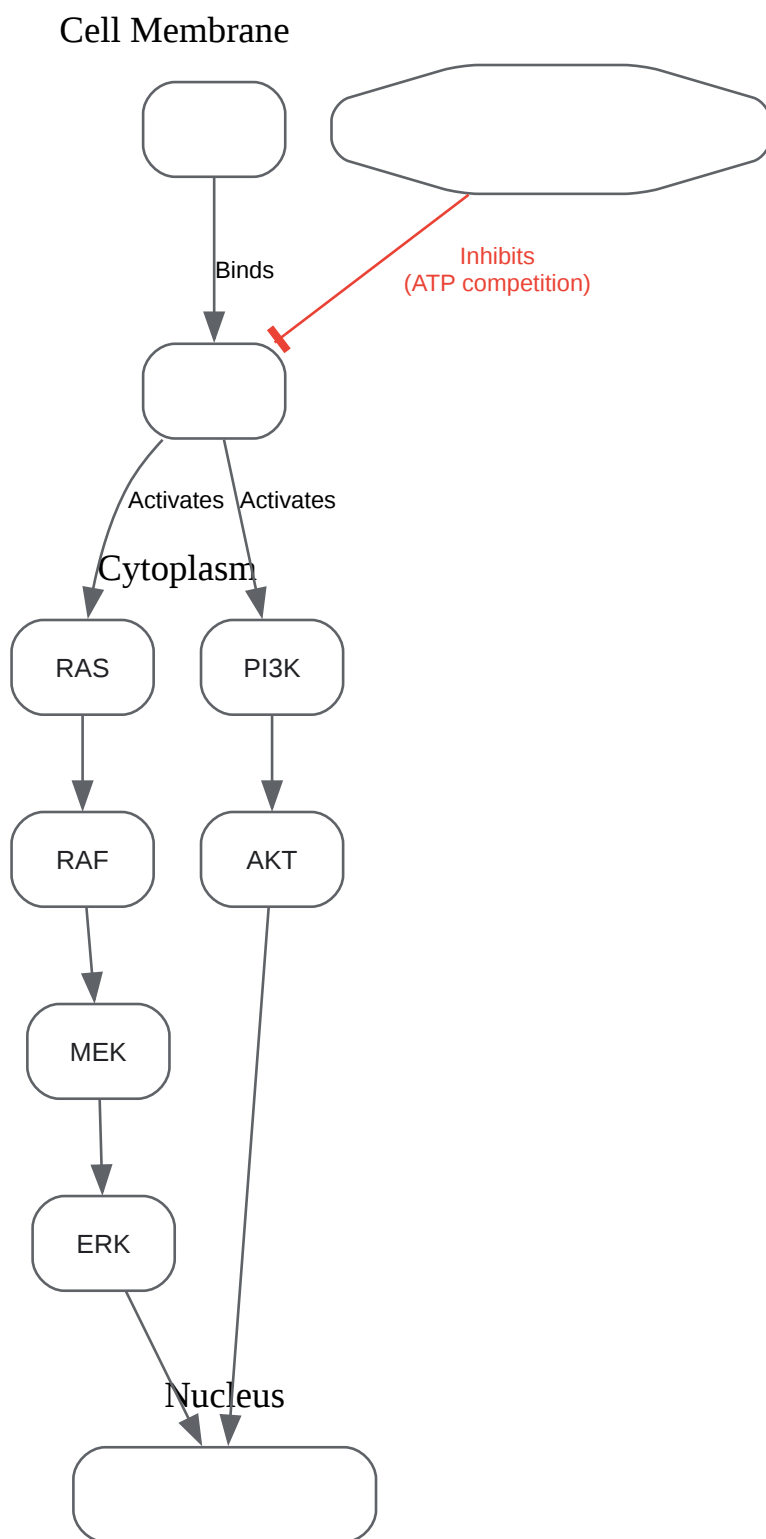 Cell Membrane
Binds
Inhibits
(ATP competition)
Activates
Activates
Cytoplasm
RAS
PI3K
RAF
AKT
MEK
ERK
Nucleus